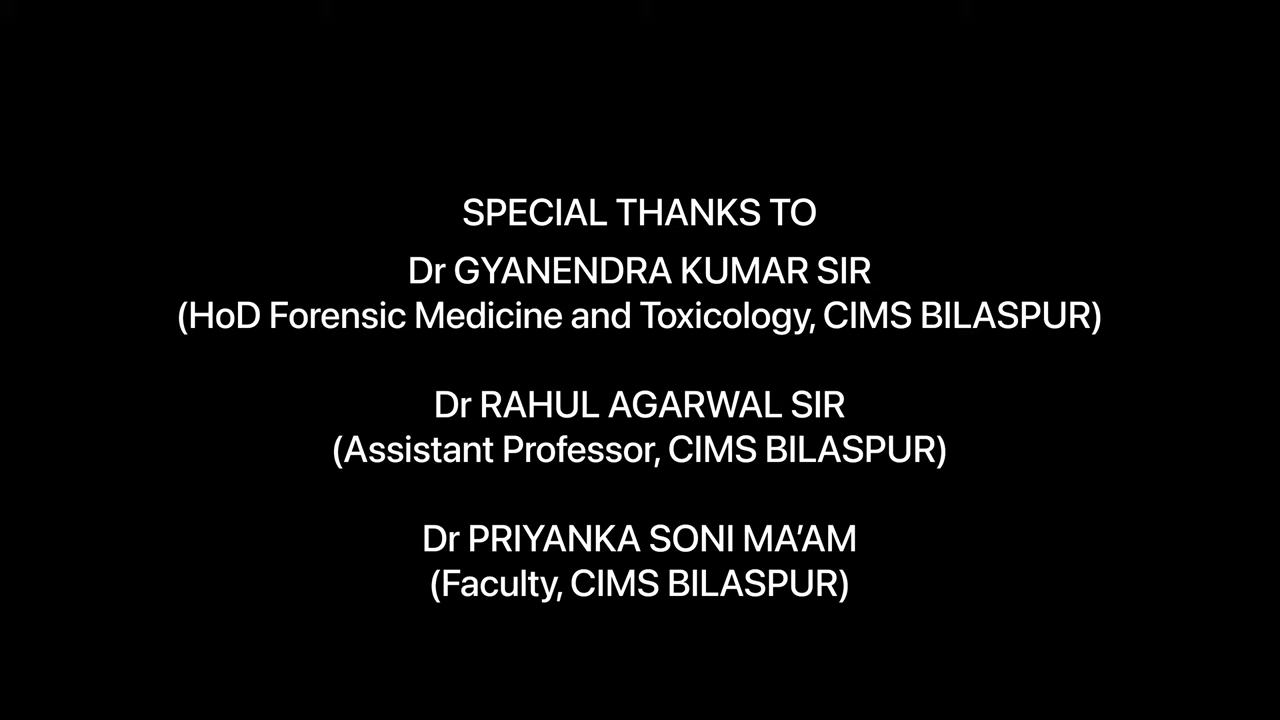 SPECIAL THANKS TO
Dr GYANENDRA KUMAR SIR
(HoD Forensic Medicine and Toxicology, CIMS BILASPUR)
Dr RAHUL AGARWAL SIR
(Assistant Professor, CIMS BILASPUR)
Dr PRIYANKA SONI MA’AM
(Faculty, CIMS BILASPUR)